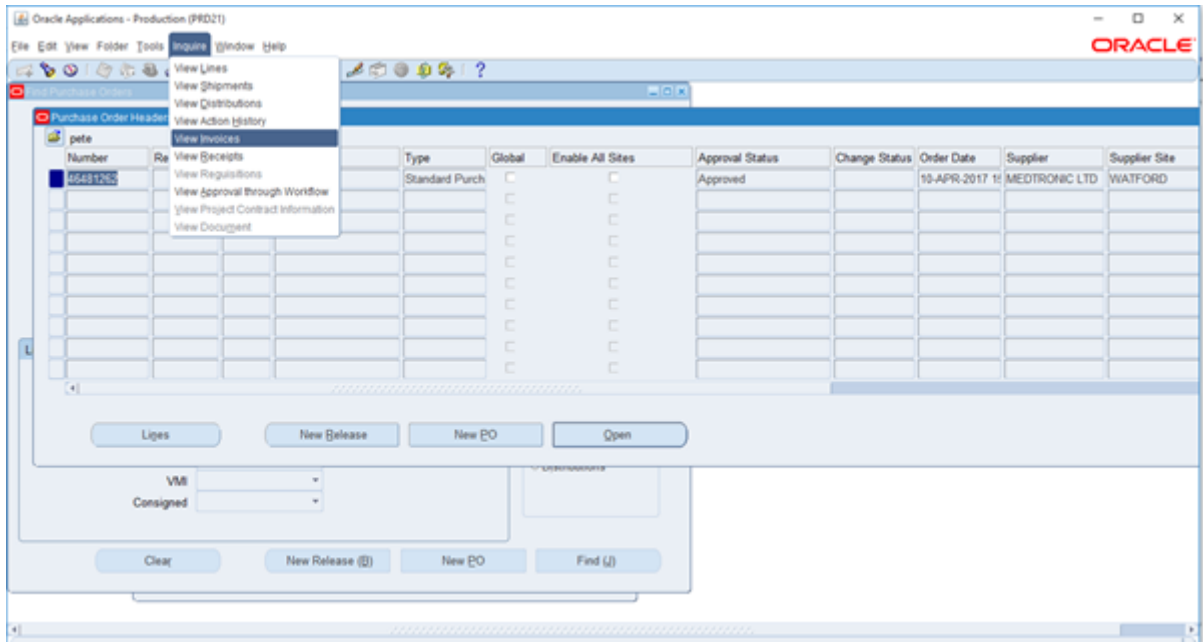 Oracle Applications - Production (PRD21)
File Edit View Folder Tools Inquire Window Help
ORACLE
View Lines
View Shipments
View Distributions
View Action History
View Invoices
View Receipts
View Requisitions
View Approval through Workflow
View Project Contract Information
View Document
Find Purchase Orders
Purchase Order Header
pete
Number Re Type Global Enable All Sites Approval Status Change Status Order Date Supplier Supplier Site
46481262 Standard Purch Approved 10-APR-2017 15 MEDTRONIC LTD WATFORD
L
Lines New Release New PO Open
Distributions
VMI
Consigned
Clear New Release (B) New PO Find (J)